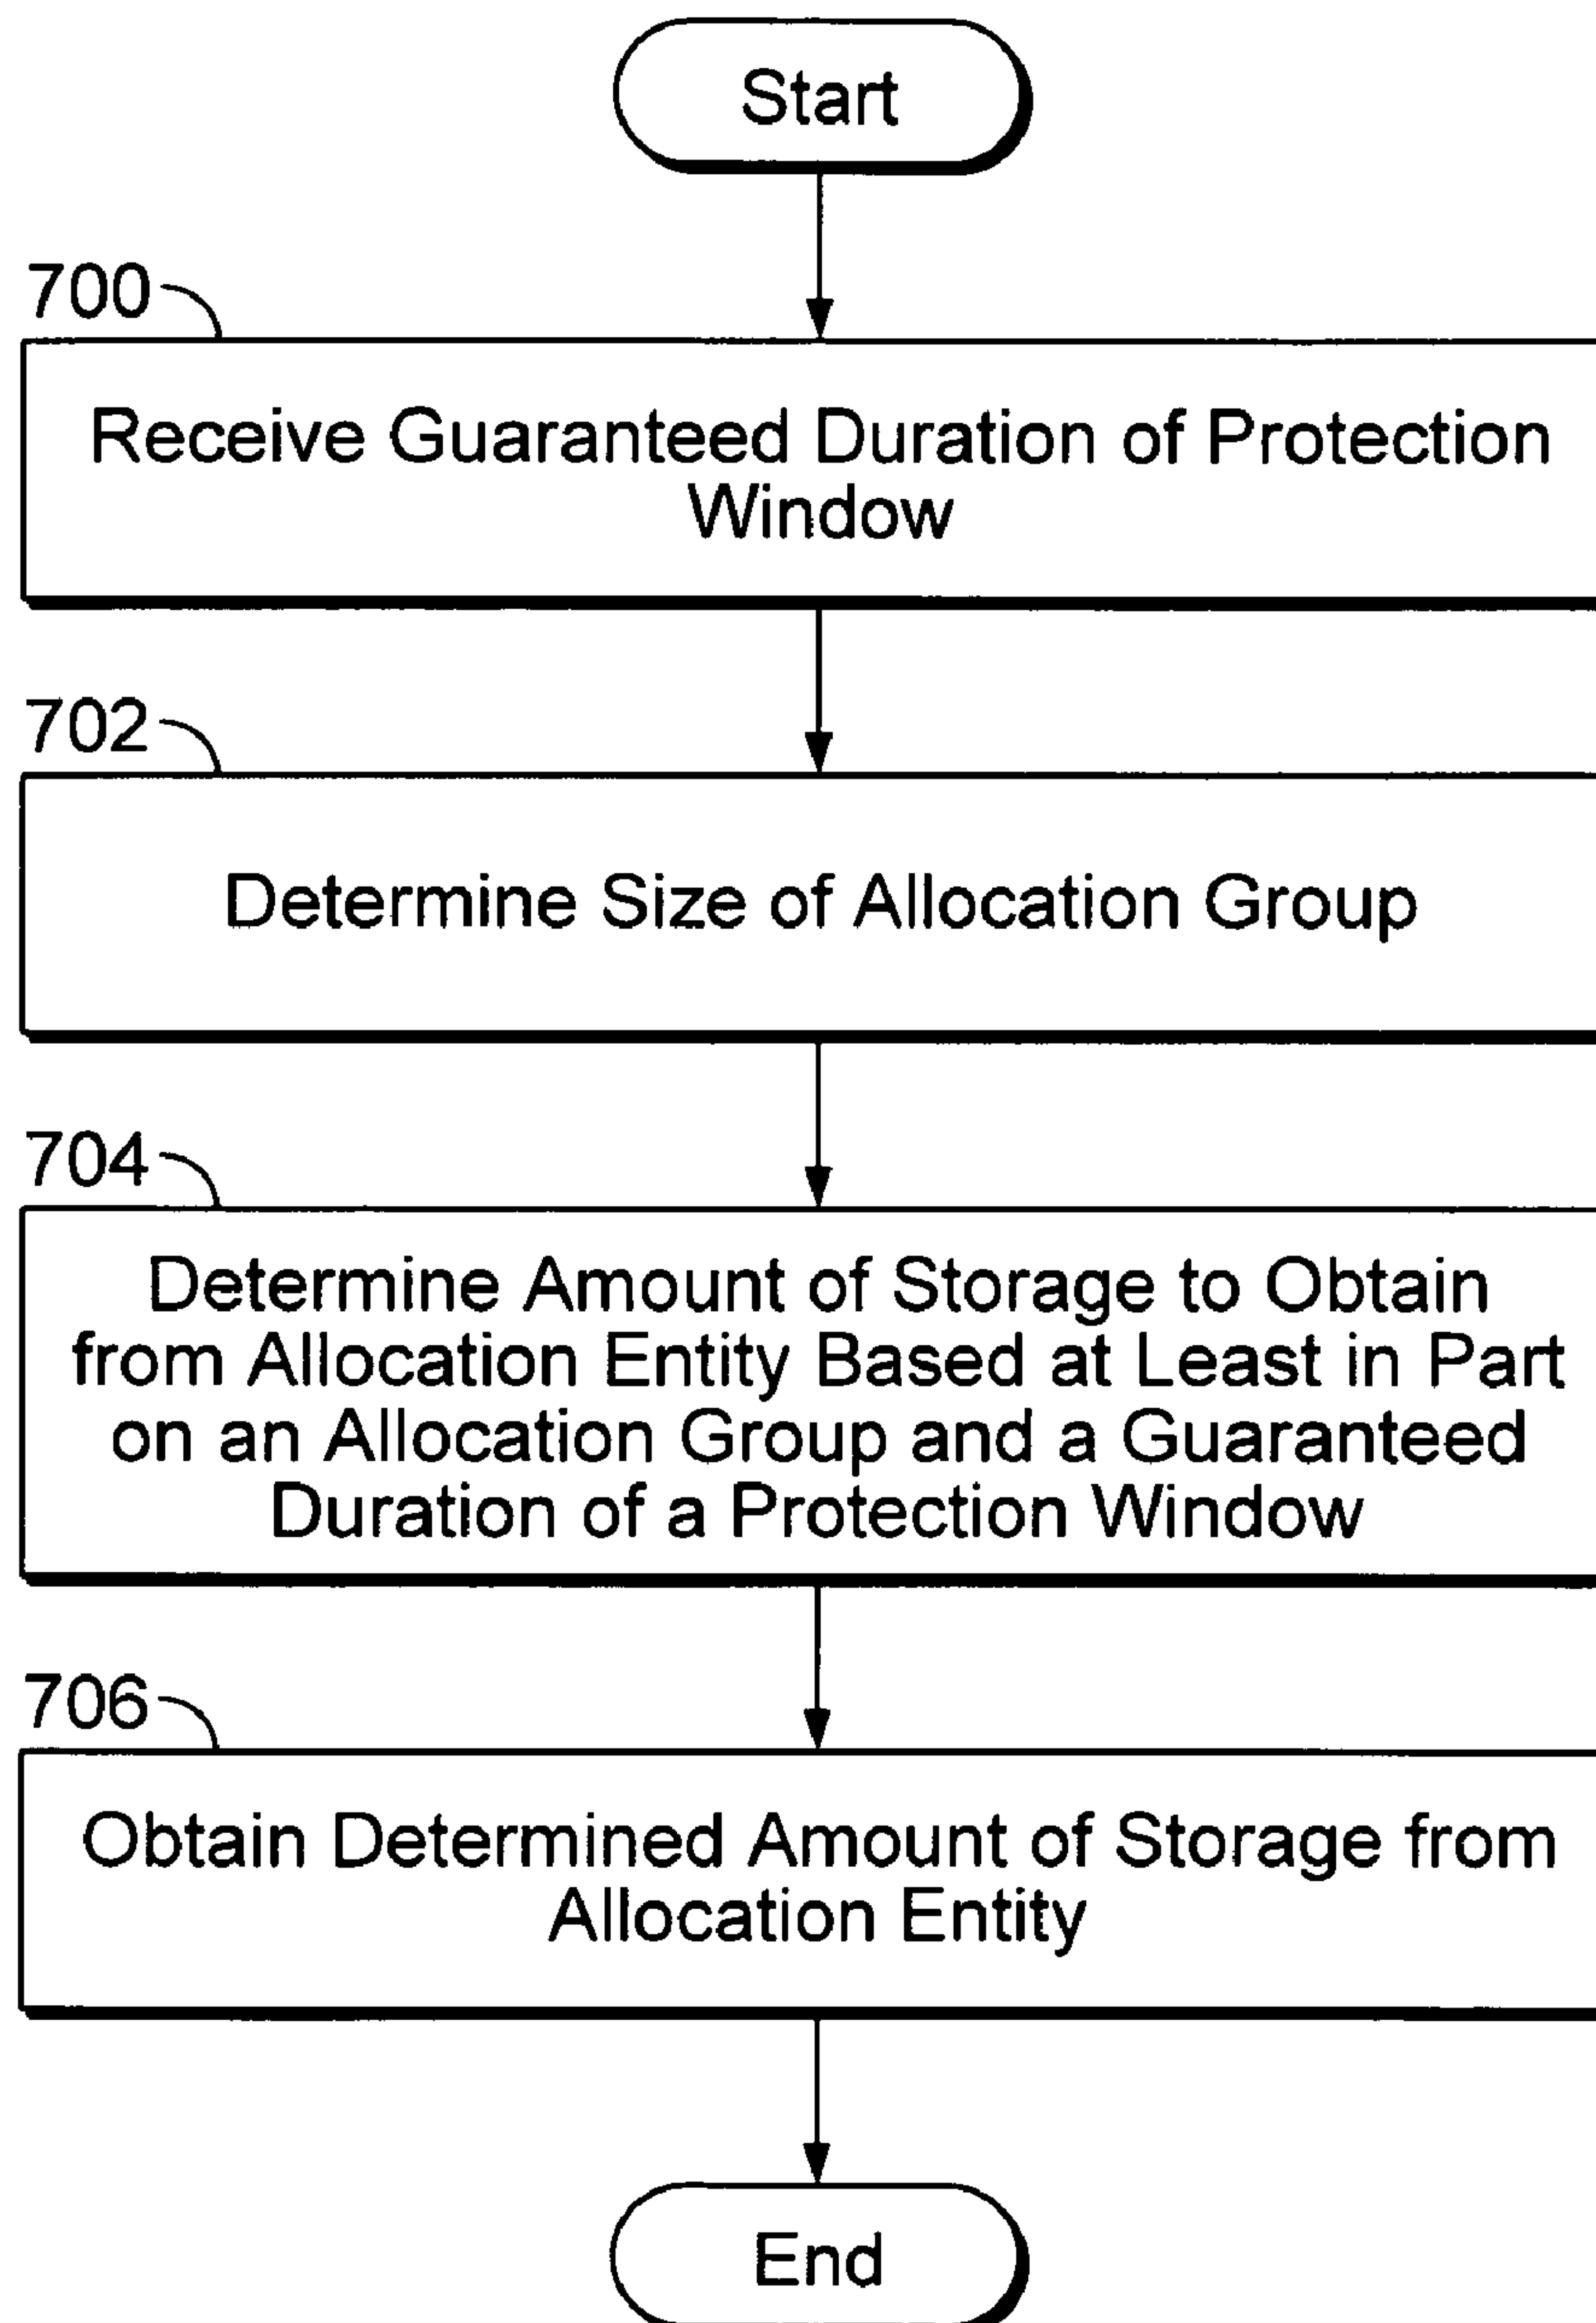 Start
700
Receive Guaranteed Duration of Protection
Window
702
Determine Size of Allocation Group
704
Determine Amount of Storage to Obtain
from Allocation Entity Based at Least in Part
on an Allocation Group and a Guaranteed
Duration of a Protection Window
706
Obtain Determined Amount of Storage from
Allocation Entity
End